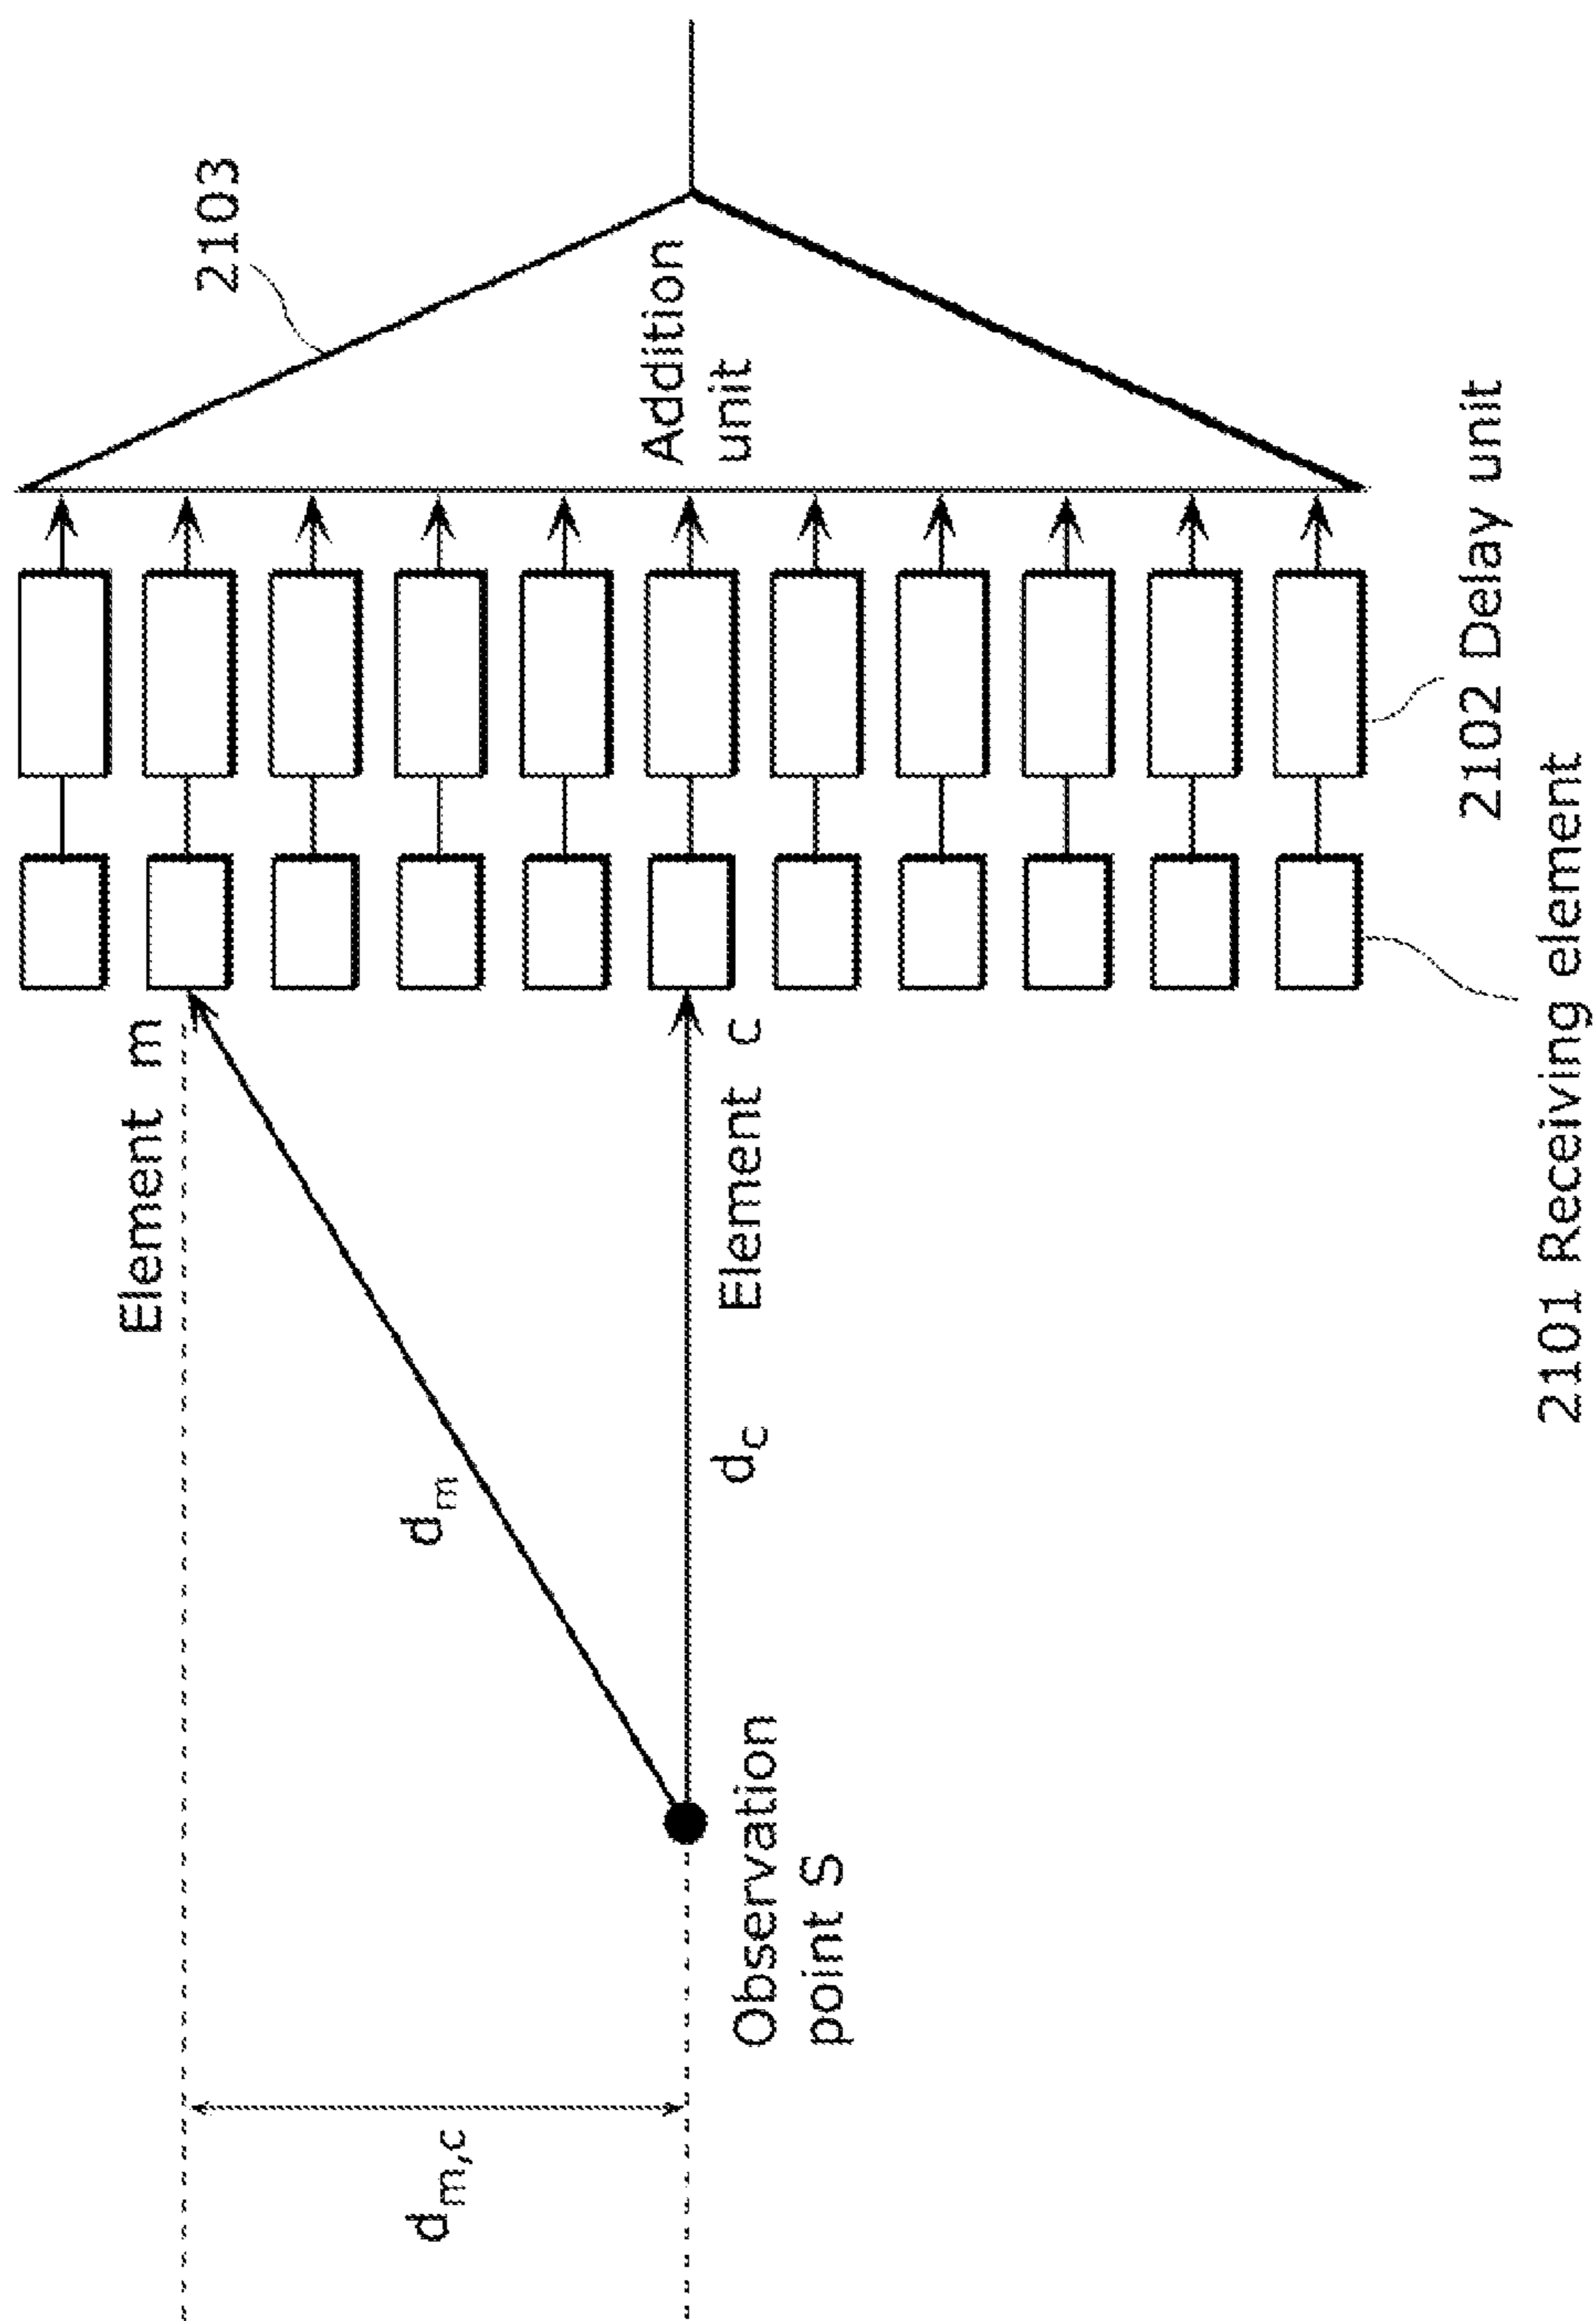 2103
Addition
unit
2102 Delay unit
2101 Receiving element
Element m
Element c
d_m
d_c
Observation
point S
d_m,c